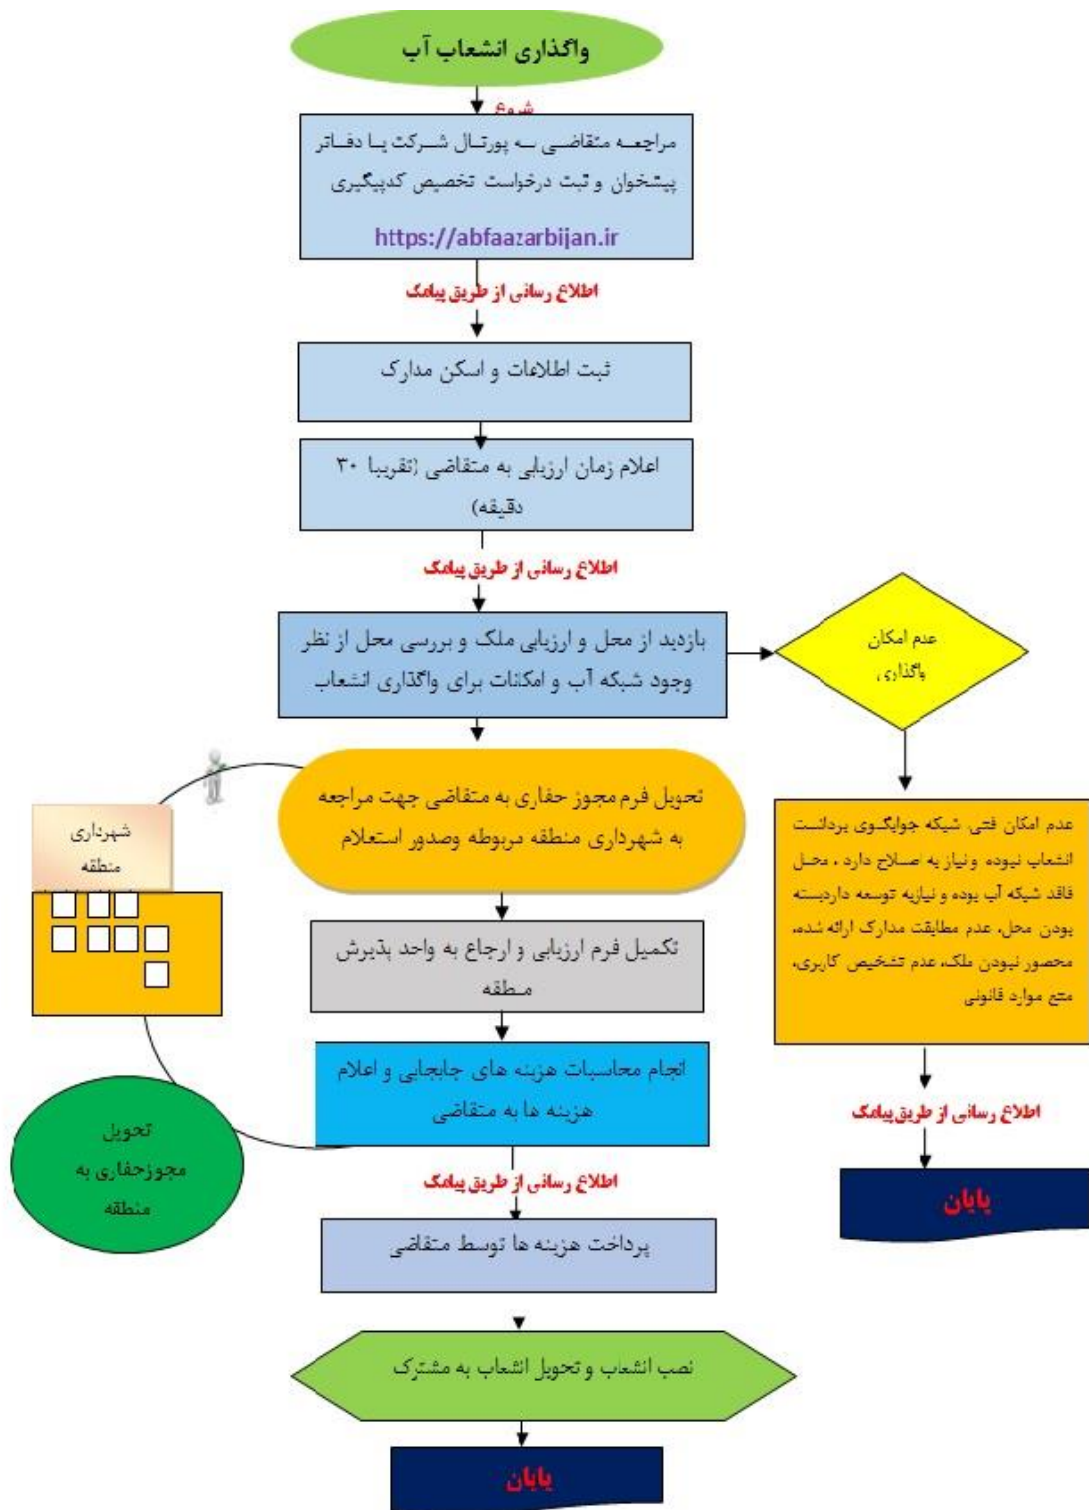 واگذاری انشعاب آب
شروع
مراجعه متقاضی به پورتال شرکت یا دفاتر
پیشخوان و ثبت درخواست تخصیص کدپیگیری
https://abfaazarbijan.ir
اطلاع رسانی از طریق پیامک
ثبت اطلاعات و اسکن مدارک
اعلام زمان ارزیابی به متقاضی (تقریبا ۳۰
دقیقه)
اطلاع رسانی از طریق پیامک
بازدید از محل و ارزیابی ملک و بررسی محل از نظر
وجود شبکه آب و امکانات برای واگذاری انشعاب
عدم امکان
واگذاری
تحویل فرم مجوز حفاری به متقاضی جهت مراجعه
به شهرداری منطقه مربوطه وصدور استعلام
شهرداری
منطقه
عدم امکان فنی، شبکه جوابگوی برداشت
انشعاب نبوده و نیاز به اصلاح دارد ، محل
فاقد شبکه آب بوده و نیازبه توسعه داردبسته
بودن محل، عدم مطابقت مدارک ارائه شده،
محصور نبودن ملک، عدم تشخیص کاربری،
منع موارد قانونی
تکمیل فرم ارزیابی و ارجاع به واحد پذیرش
منطقه
انجام محاسبات هزینه های جابجایی و اعلام
هزینه ها به متقاضی
تحویل
مجوزحفاری به
منطقه
اطلاع رسانی از طریق پیامک
اطلاع رسانی از طریق پیامک
پایان
پرداخت هزینه ها توسط متقاضی
نصب انشعاب و تحویل انشعاب به مشترک
پایان